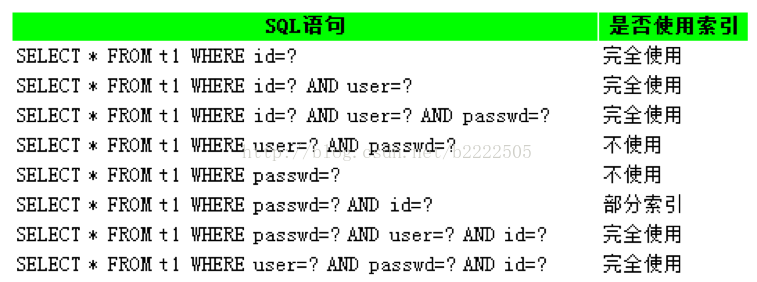 SQL语句 是否使用索引
SELECT * FROM t1 WHERE id=? 完全使用
SELECT * FROM t1 WHERE id=? AND user=? 完全使用
SELECT * FROM t1 WHERE id=? AND user=? AND passwd=? 完全使用
SELECT * FROM t1 WHERE user=? AND passwd=? 不使用
http://blog.csdn.net/b2222505
SELECT * FROM t1 WHERE passwd=? 不使用
SELECT * FROM t1 WHERE passwd=? AND id=? 部分索引
SELECT * FROM t1 WHERE passwd=? AND user=? AND id=? 完全使用
SELECT * FROM t1 WHERE user=? AND passwd=? AND id=? 完全使用